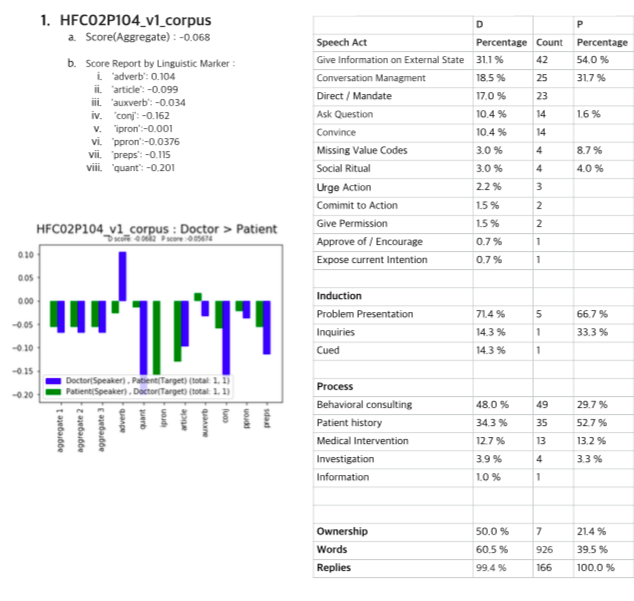 1. HFC02P104_v1_corpus
a. Score(Aggregate) : -0.068
b. Score Report by Linguistic Marker :
i. 'adverb': 0.104
ii. 'article': -0.099
iii. 'auxverb': -0.034
iv. 'conj': -0.162
v. 'ipron':-0.001
vi. 'ppron':-0.0376
vii. 'preps': -0.115
viii. 'quant': -0.201
HFC02P104_v1_corpus : Doctor > Patient
D score: -0.0682 P score :-0.05674
0.10
0.05
0.00
-0.05
-0.10
-0.15
-0.20
Doctor(Speaker) , Patient(Target) (total: 1, 1)
Patient(Speaker) , Doctor(Target) (total: 1, 1)
aggregate 1
aggregate 2
aggregate 3
adverb
quant
ipron
article
auxverb
conj
ppron
preps
D P
Speech Act Percentage Count Percentage
Give Information on External State 31.1 % 42 54.0 %
Conversation Managment 18.5 % 25 31.7 %
Direct / Mandate 17.0 % 23
Ask Question 10.4 % 14 1.6 %
Convince 10.4 % 14
Missing Value Codes 3.0 % 4 8.7 %
Social Ritual 3.0 % 4 4.0 %
Urge Action 2.2 % 3
Comimit to Action 1.5 % 2
Give Permission 1.5 % 2
Approve of / Encourage 0.7 % 1
Expose current Intention 0.7 % 1
Induction
Problem Presentation 71.4 % 5 66.7 %
Inquiries 14.3 % 1 33.3 %
Cued 14.3 % 1
Process
Behavioral consulting 48.0 % 49 29.7 %
Patient history 34.3 % 35 52.7 %
Medical Intervention 12.7 % 13 13.2 %
Investigation 3.9 % 4 3.3 %
Information 1.0 % 1
Ownership 50.0 % 7 21.4 %
Words 60.5 % 926 39.5 %
Replies 99.4 % 166 100.0 %